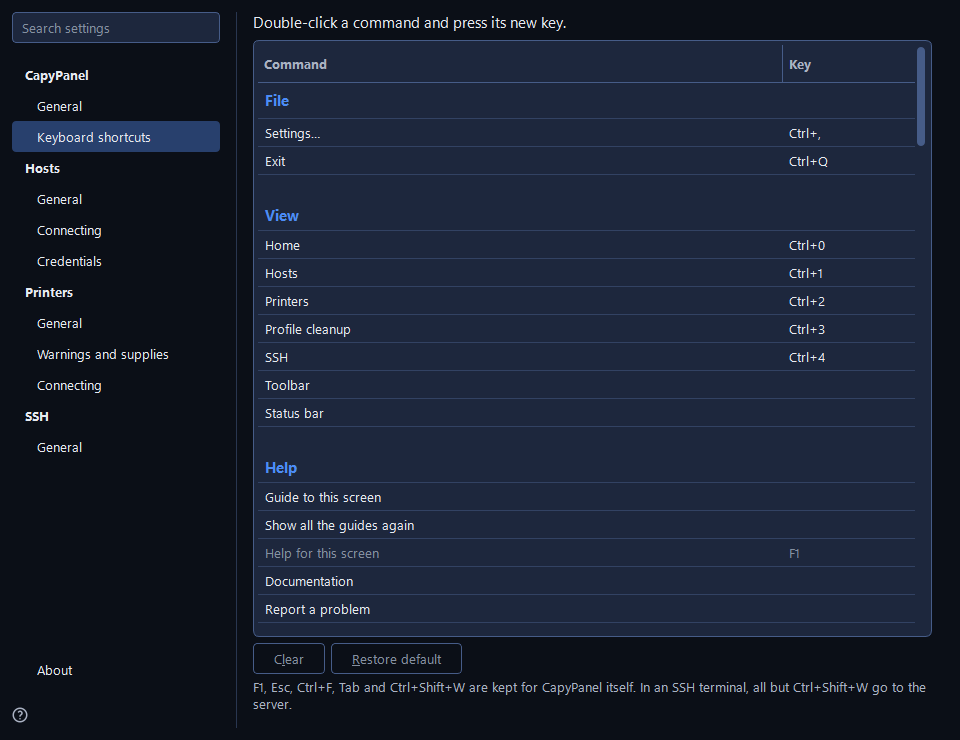 Search settings
CapyPanel
General
Keyboard shortcuts
Hosts
General
Connecting
Credentials
Printers
General
Warnings and supplies
Connecting
SSH
General
About
Double-click a command and press its new key.
Command Key
File
Settings... Ctrl+,
Exit Ctrl+Q
View
Home Ctrl+0
Hosts Ctrl+1
Printers Ctrl+2
Profile cleanup Ctrl+3
SSH Ctrl+4
Toolbar
Status bar
Help
Guide to this screen
Show all the guides again
Help for this screen F1
Documentation
Report a problem
Clear Restore default
F1, Esc, Ctrl+F, Tab and Ctrl+Shift+W are kept for CapyPanel itself. In an SSH terminal, all but Ctrl+Shift+W go to the
server.